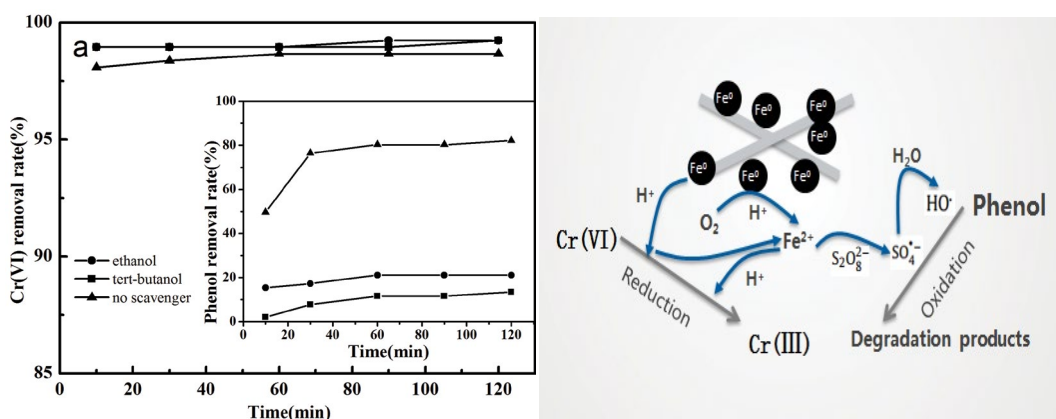 a
Cr(VI) removal rate(%)
100
95
90
85
0
20
40
60
80
100
120
Time(min)
ethanol
tert-butanol
no scavenger
Phenol removal rate(%)
100
80
60
40
20
0
0
20
40
60
80
100
120
Time(min)
Fe⁰
Fe⁰
Fe⁰
Fe⁰
Fe⁰
Fe⁰
Fe⁰
H⁺
O₂
H⁺
H₂O
HO•
Phenol
Cr(VI)
Fe²⁺
S₂O₈²⁻
SO₄•⁻
Reduction
H⁺
Oxidation
Cr(III)
Degradation products